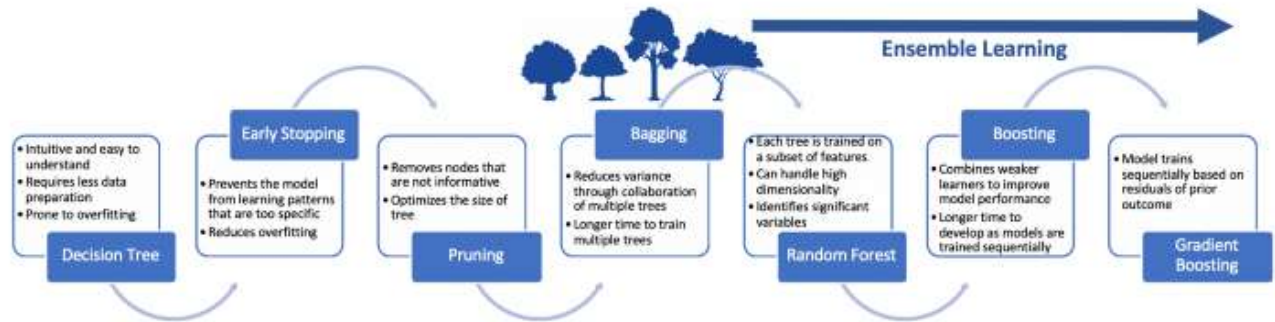 Ensemble Learning
• Intuitive and easy to
understand
• Requires less data
preparation
• Prone to overfitting
Decision Tree
Early Stopping
• Prevents the model
from learning patterns
that are too specific
• Reduces overfitting
• Removes nodes that
are not informative
• Optimizes the size of
tree
Pruning
Bagging
• Reduces variance
through collaboration
of multiple trees
• Longer time to train
multiple trees
• Each tree is trained on
a subset of features
• Can handle high
dimensionality
• Identifies significant
variables
Random Forest
Boosting
• Combines weaker
learners to improve
model performance
• Longer time to
develop as models are
trained sequentially
• Model trains
sequentially based on
residuals of prior
outcome
Gradient
Boosting